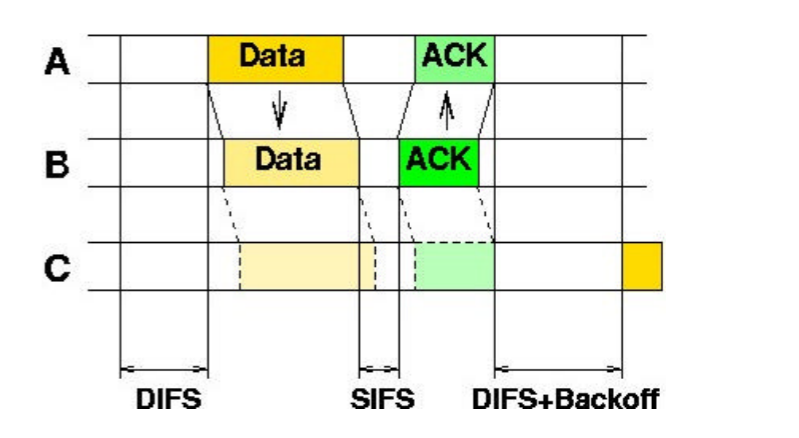 A Data ACK
B Data ACK
C
DIFS SIFS DIFS+Backoff